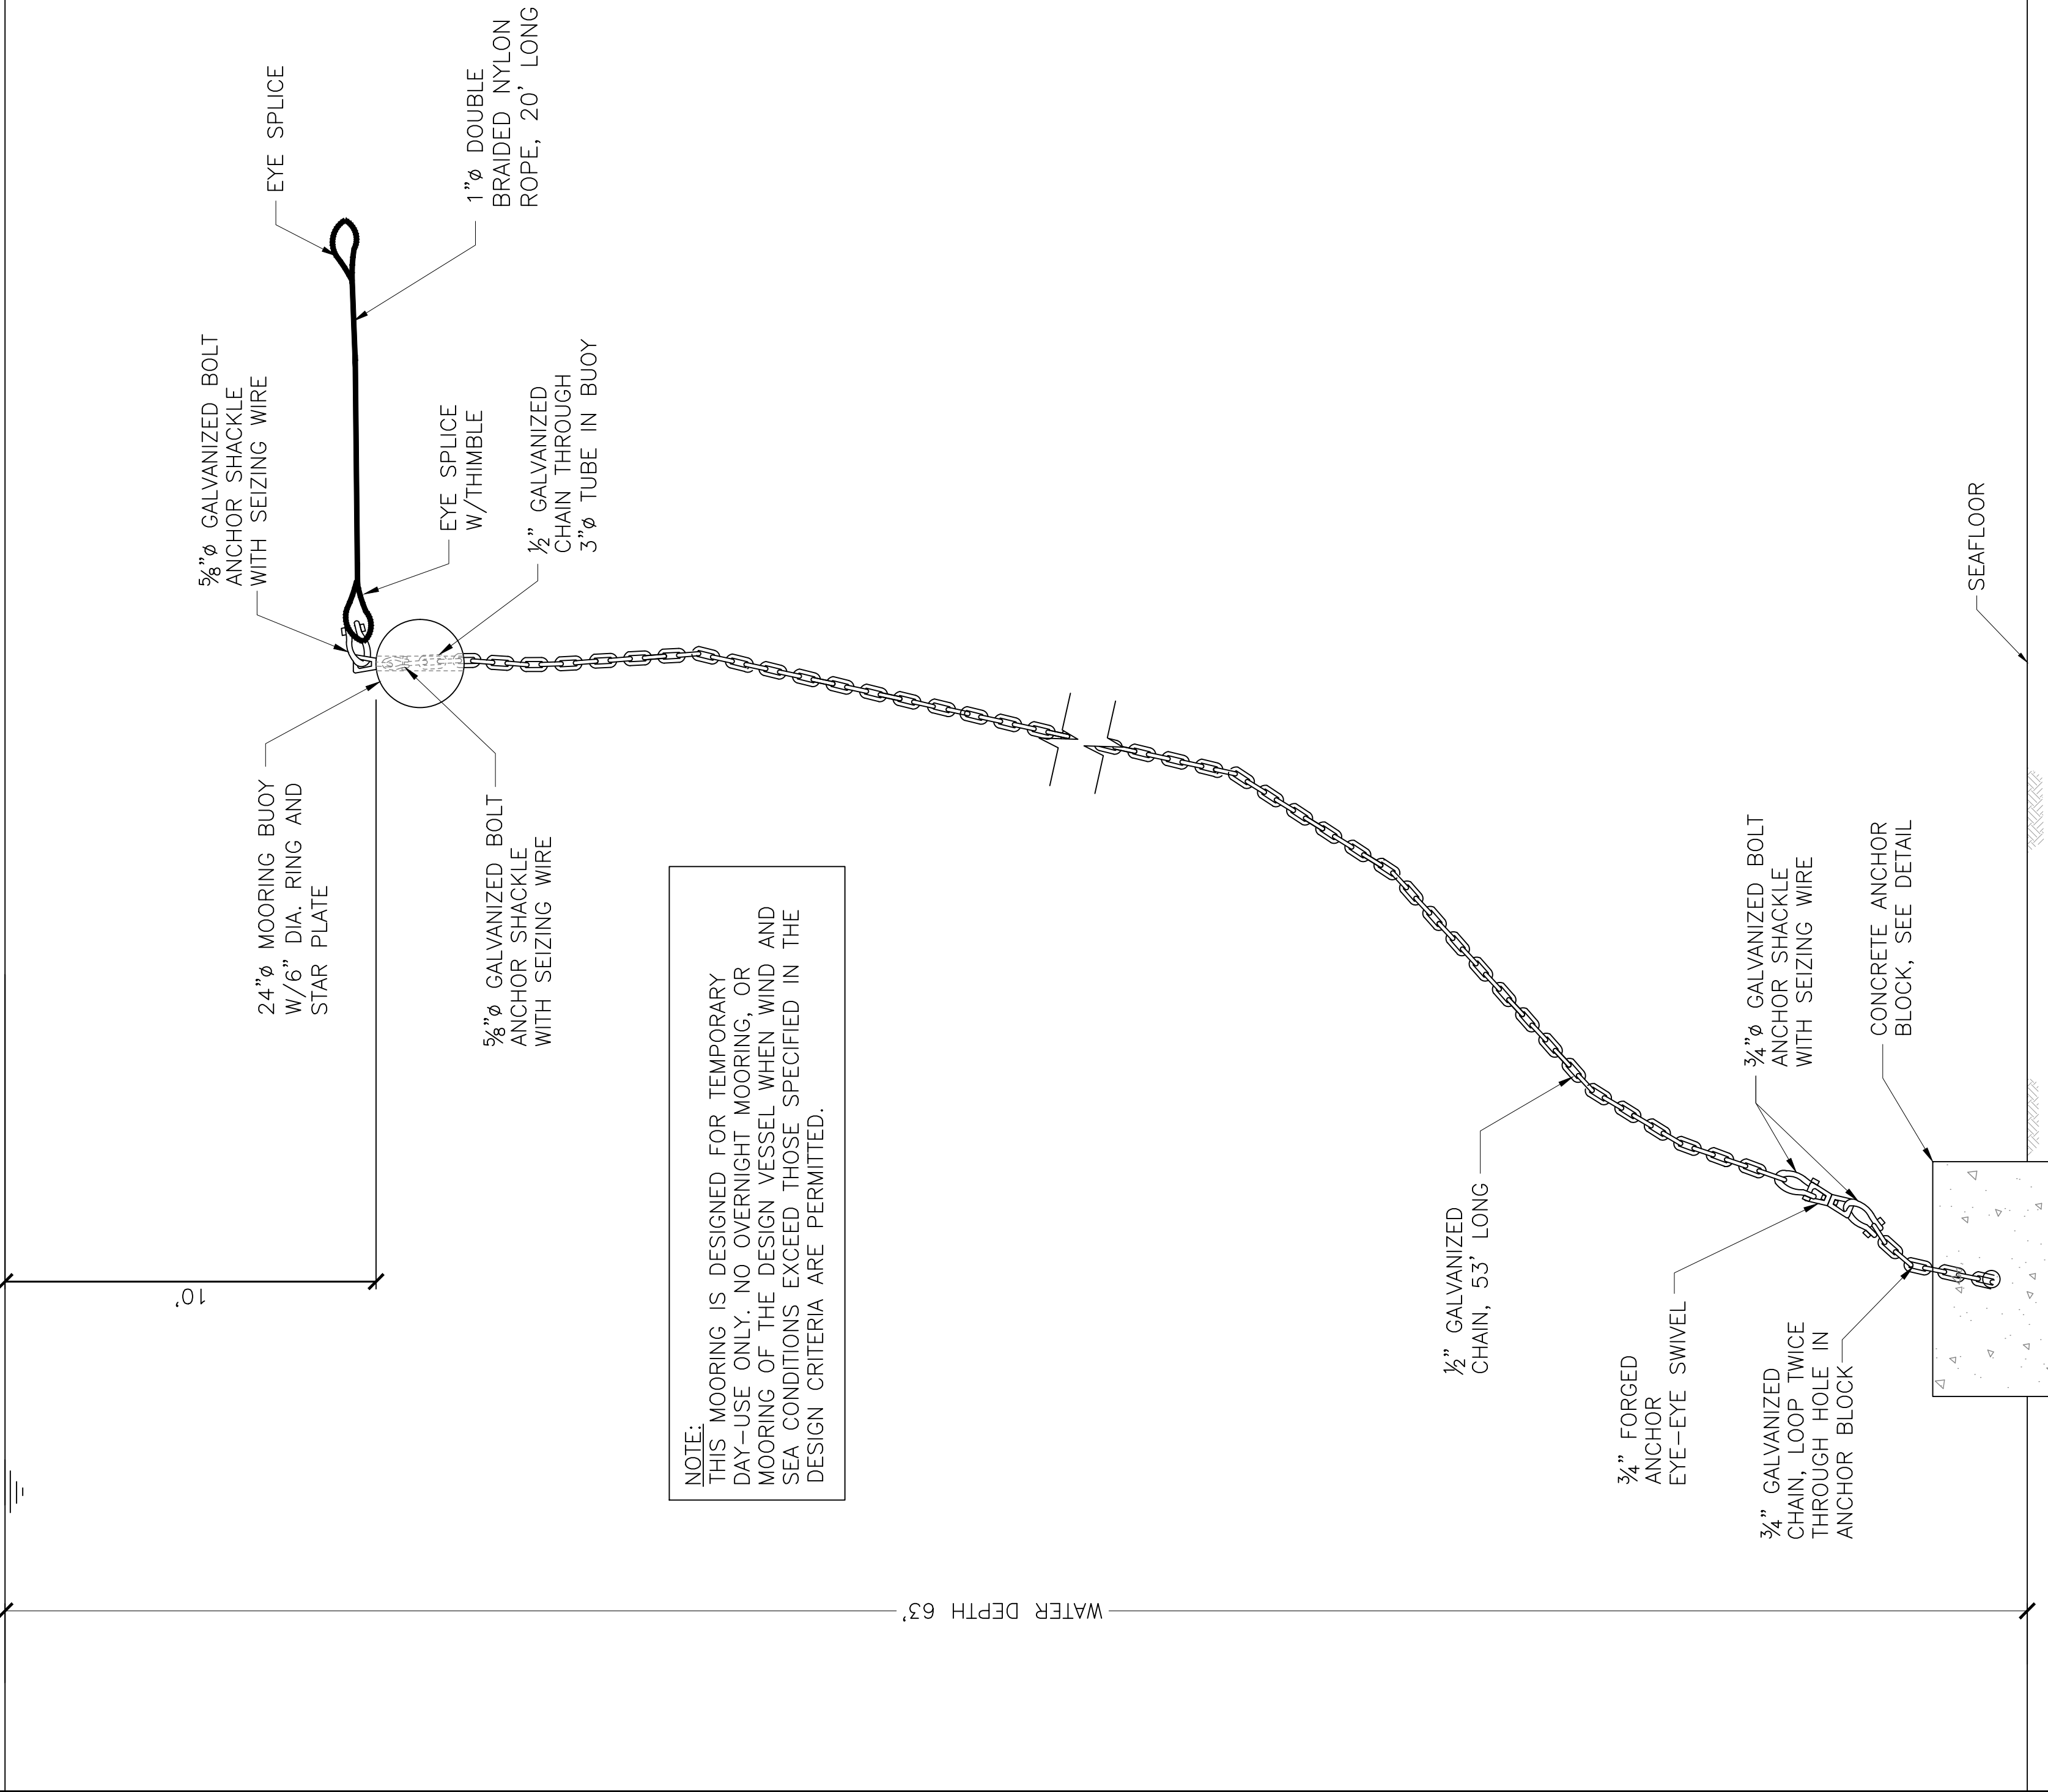 EYE SPLICE
1"ø DOUBLE
BRAIDED NYLON
ROPE, 20' LONG
⅝"ø GALVANIZED BOLT
ANCHOR SHACKLE
WITH SEIZING WIRE
EYE SPLICE
W/THIMBLE
½" GALVANIZED
CHAIN THROUGH
3"ø TUBE IN BUOY
24"ø MOORING BUOY
W/6" DIA. RING AND
STAR PLATE
⅝"ø GALVANIZED BOLT
ANCHOR SHACKLE
WITH SEIZING WIRE
10'
NOTE:
THIS MOORING IS DESIGNED FOR TEMPORARY
DAY-USE ONLY. NO OVERNIGHT MOORING, OR
MOORING OF THE DESIGN VESSEL WHEN WIND AND
SEA CONDITIONS EXCEED THOSE SPECIFIED IN THE
DESIGN CRITERIA ARE PERMITTED.
WATER DEPTH 63'
½" GALVANIZED
CHAIN, 53' LONG
¾" FORGED
ANCHOR
EYE-EYE SWIVEL
¾" GALVANIZED
CHAIN, LOOP TWICE
THROUGH HOLE IN
ANCHOR BLOCK
¾"ø GALVANIZED BOLT
ANCHOR SHACKLE
WITH SEIZING WIRE
CONCRETE ANCHOR
BLOCK, SEE DETAIL
SEAFLOOR